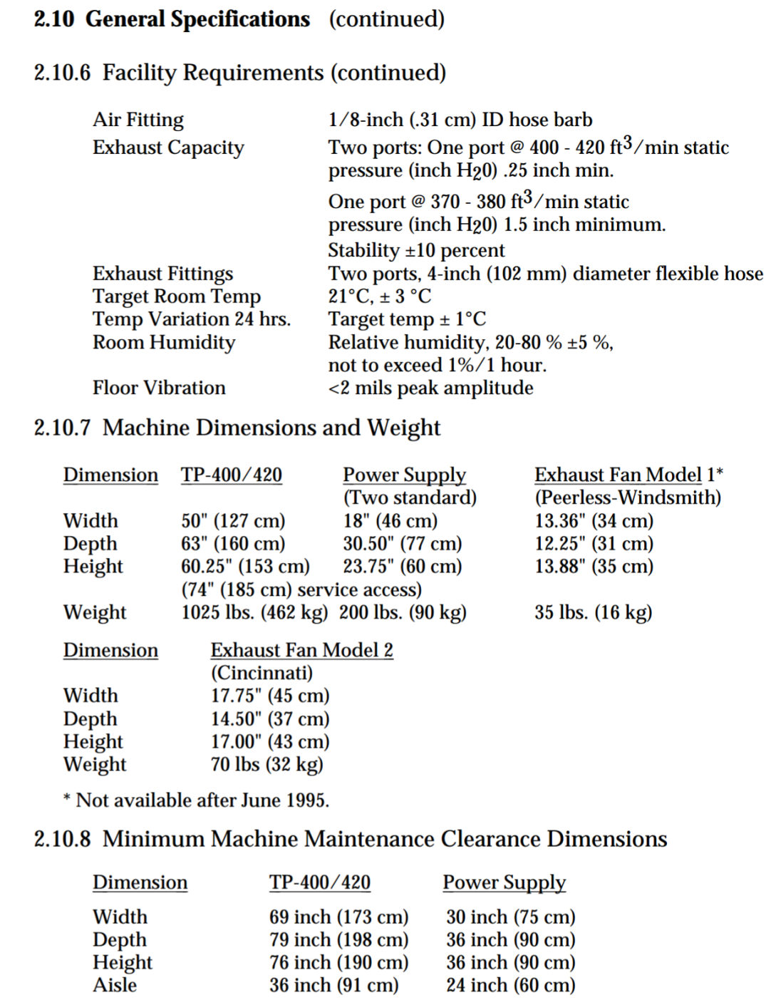 2.10 General Specifications (continued)
2.10.6 Facility Requirements (continued)
Air Fitting 1/8-inch (.31 cm) ID hose barb
Exhaust Capacity Two ports: One port @ 400 - 420 ft3/min static
pressure (inch H20) .25 inch min.
One port @ 370 - 380 ft3/min static
pressure (inch H20) 1.5 inch minimum.
Stability ±10 percent
Exhaust Fittings Two ports, 4-inch (102 mm) diameter flexible hose
Target Room Temp 21°C, ± 3 °C
Temp Variation 24 hrs. Target temp ± 1°C
Room Humidity Relative humidity, 20-80 % ±5 %,
not to exceed 1%/1 hour.
Floor Vibration <2 mils peak amplitude
2.10.7 Machine Dimensions and Weight
Dimension TP-400/420 Power Supply Exhaust Fan Model 1*
(Two standard) (Peerless-Windsmith)
Width 50" (127 cm) 18" (46 cm) 13.36" (34 cm)
Depth 63" (160 cm) 30.50" (77 cm) 12.25" (31 cm)
Height 60.25" (153 cm) 23.75" (60 cm) 13.88" (35 cm)
(74" (185 cm) service access)
Weight 1025 lbs. (462 kg) 200 lbs. (90 kg) 35 lbs. (16 kg)
Dimension Exhaust Fan Model 2
(Cincinnati)
Width 17.75" (45 cm)
Depth 14.50" (37 cm)
Height 17.00" (43 cm)
Weight 70 lbs (32 kg)
* Not available after June 1995.
2.10.8 Minimum Machine Maintenance Clearance Dimensions
Dimension TP-400/420 Power Supply
Width 69 inch (173 cm) 30 inch (75 cm)
Depth 79 inch (198 cm) 36 inch (90 cm)
Height 76 inch (190 cm) 36 inch (90 cm)
Aisle 36 inch (91 cm) 24 inch (60 cm)